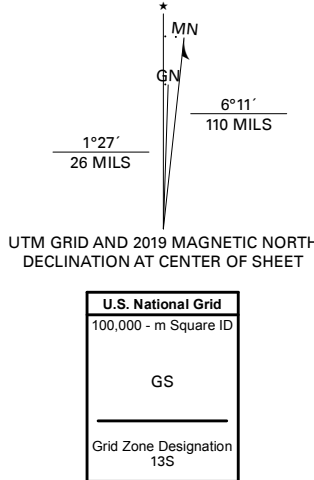 ★
MN
GN
6°11´
110 MILS
1°27´
26 MILS
UTM GRID AND 2019 MAGNETIC NORTH
DECLINATION AT CENTER OF SHEET
U.S. National Grid
100,000 - m Square ID
GS
Grid Zone Designation
13S